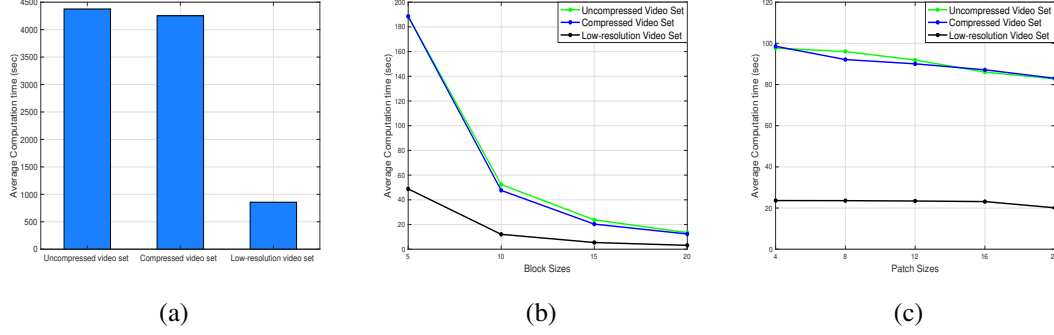 Average Computation time (sec)
4500
4000
3500
3000
2500
2000
1500
1000
500
0
Uncompressed video set
Compressed video set
Low-resolution video set
(a)
Average Computation time (sec)
200
180
160
140
120
100
80
60
40
20
0
5
10
15
20
Block Sizes
Uncompressed Video Set
Compressed Video Set
Low-resolution Video Set
(b)
Average Computation time (sec)
120
100
80
60
40
20
0
4
8
12
16
Patch Sizes
Uncompressed Video Set
Compressed Video Set
Low-resolution Video Set
(c)